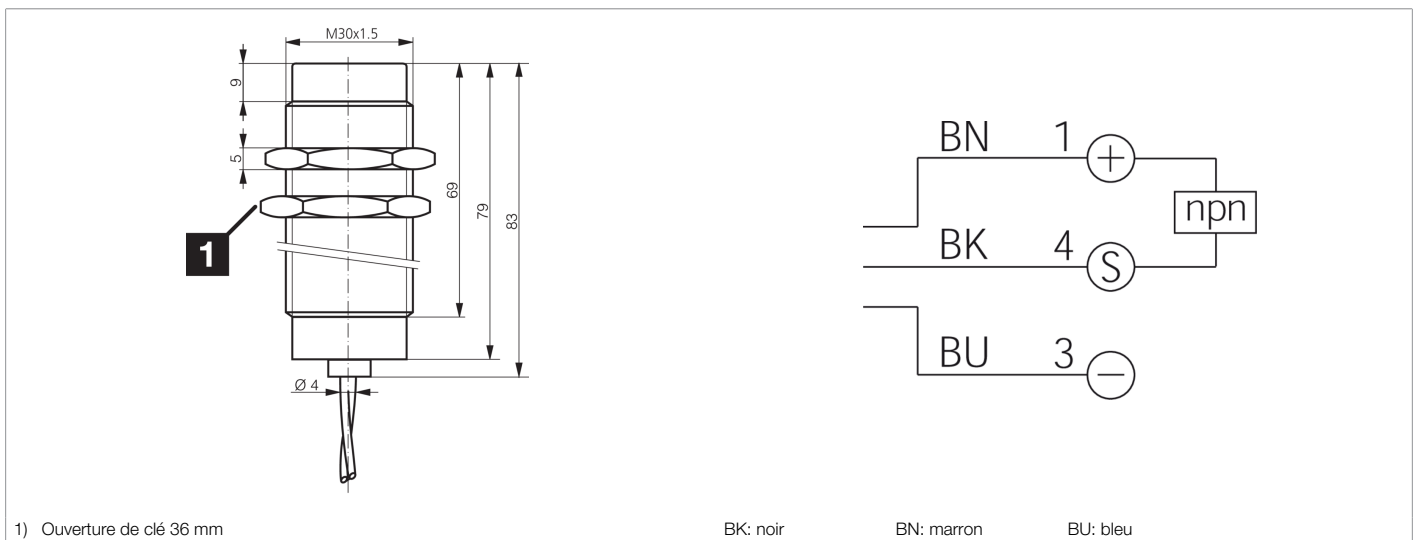 M30x1.5
9
5
69
79
83
1
Ø 4
BN 1 +
npn
BK 4 S
BU 3 −
1) Ouverture de clé 36 mm
BK: noir BN: marron BU: bleu